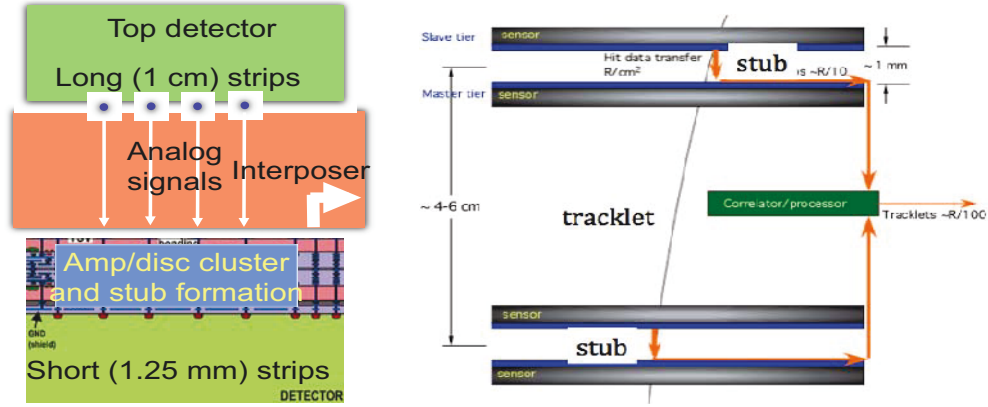 Top detector
Long (1 cm) strips
Analog
signals
Interposer
Amp/disc cluster
and stub formation
GND
(shield)
Short (1.25 mm) strips
DETECTOR
sensor
Slave tier
Hit data transfer
R/cm²
stub
~R/10
~ 1 mm
Master tier
sensor
~ 4-6 cm
tracklet
Correlator/processor
Tracklets ~R/100
sensor
stub
sensor